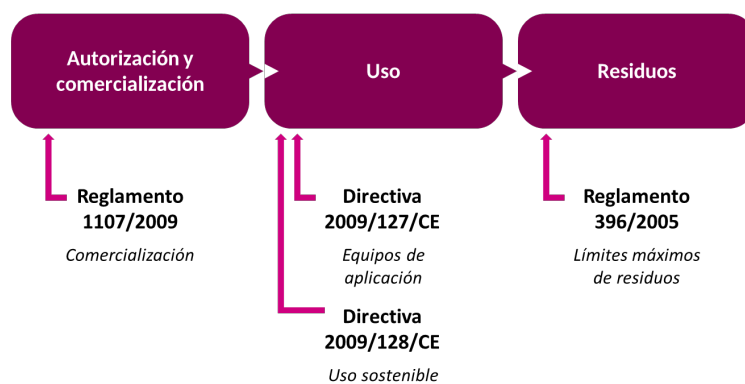 Autorización y
comercialización
Uso
Residuos
Reglamento
1107/2009
Comercialización
Directiva
2009/127/CE
Equipos de
aplicación
Directiva
2009/128/CE
Uso sostenible
Reglamento
396/2005
Límites máximos
de residuos